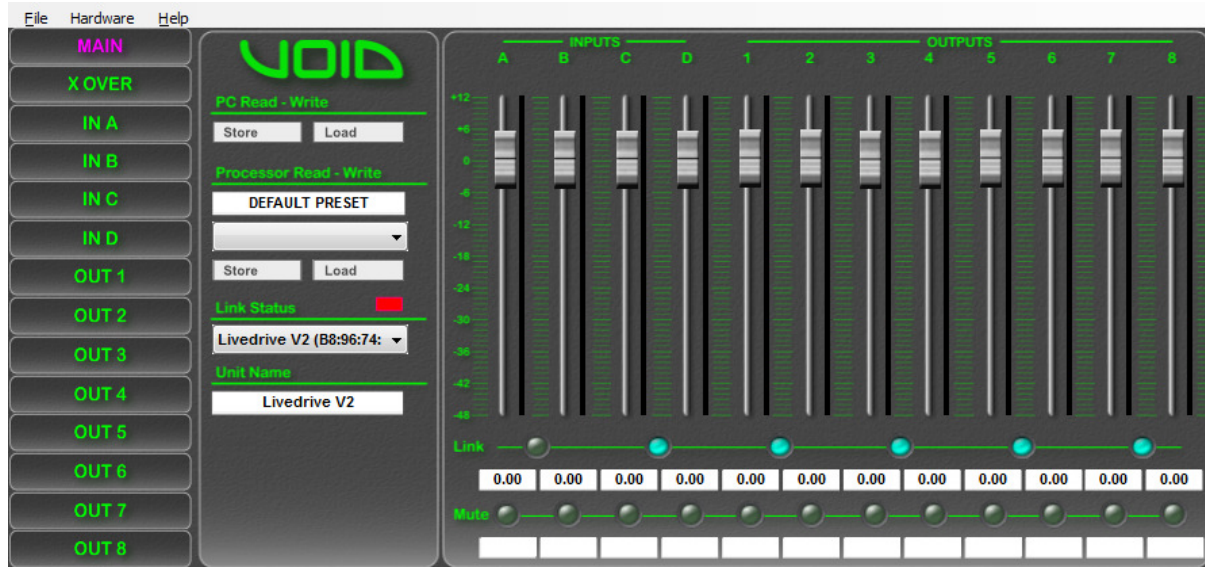 File Hardware Help
MAIN
X OVER
IN A
IN B
IN C
IN D
OUT 1
OUT 2
OUT 3
OUT 4
OUT 5
OUT 6
OUT 7
OUT 8
VOID
PC Read - Write
Store Load
Processor Read - Write
DEFAULT PRESET
Store Load
Link Status
Livedrive V2 (B8:96:74:
Unit Name
Livedrive V2
INPUTS OUTPUTS
A B C D 1 2 3 4 5 6 7 8
+12
+6
0
-6
-12
-18
-24
-30
-36
-42
-48
Link
0.00 0.00 0.00 0.00 0.00 0.00 0.00 0.00 0.00 0.00 0.00 0.00
Mute